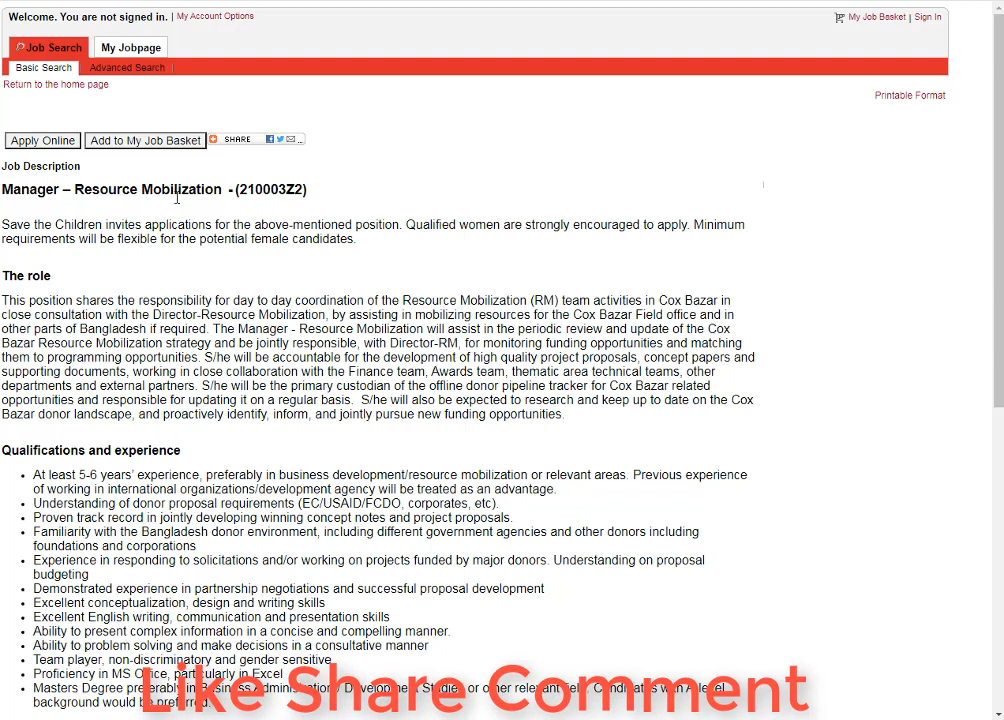 Welcome. You are not signed in. | My Account Options
My Job Basket | Sign In
Job Search
My Jobpage
Basic Search
Advanced Search
Return to the home page
Printable Format
Apply Online
Add to My Job Basket
SHARE
Job Description
Manager – Resource Mobilization - (210003Z2)
Save the Children invites applications for the above-mentioned position. Qualified women are strongly encouraged to apply. Minimum
requirements will be flexible for the potential female candidates.
The role
This position shares the responsibility for day to day coordination of the Resource Mobilization (RM) team activities in Cox Bazar in
close consultation with the Director-Resource Mobilization, by assisting in mobilizing resources for the Cox Bazar Field office and in
other parts of Bangladesh if required. The Manager - Resource Mobilization will assist in the periodic review and update of the Cox
Bazar Resource Mobilization strategy and be jointly responsible, with Director-RM, for monitoring funding opportunities and matching
them to programming opportunities. S/he will be accountable for the development of high quality project proposals, concept papers and
supporting documents, working in close collaboration with the Finance team, Awards team, thematic area technical teams, other
departments and external partners. S/he will be the primary custodian of the offline donor pipeline tracker for Cox Bazar related
opportunities and responsible for updating it on a regular basis. S/he will also be expected to research and keep up to date on the Cox
Bazar donor landscape, and proactively identify, inform, and jointly pursue new funding opportunities.
Qualifications and experience
• At least 5-6 years' experience, preferably in business development/resource mobilization or relevant areas. Previous experience
of working in international organizations/development agency will be treated as an advantage.
• Understanding of donor proposal requirements (EC/USAID/FCDO, corporates, etc).
• Proven track record in jointly developing winning concept notes and project proposals.
• Familiarity with the Bangladesh donor environment, including different government agencies and other donors including
foundations and corporations
• Experience in responding to solicitations and/or working on projects funded by major donors. Understanding on proposal
budgeting
• Demonstrated experience in partnership negotiations and successful proposal development
• Excellent conceptualization, design and writing skills
• Excellent English writing, communication and presentation skills
• Ability to present complex information in a concise and compelling manner.
• Ability to problem solving and make decisions in a consultative manner
• Team player, non-discriminatory and gender sensitive
• Proficiency in MS Office, particularly in Excel
• Masters Degree preferably in Business Administration / Development Studies or other relevant field. Candidates with A level
background would be preferred.
Like Share Comment